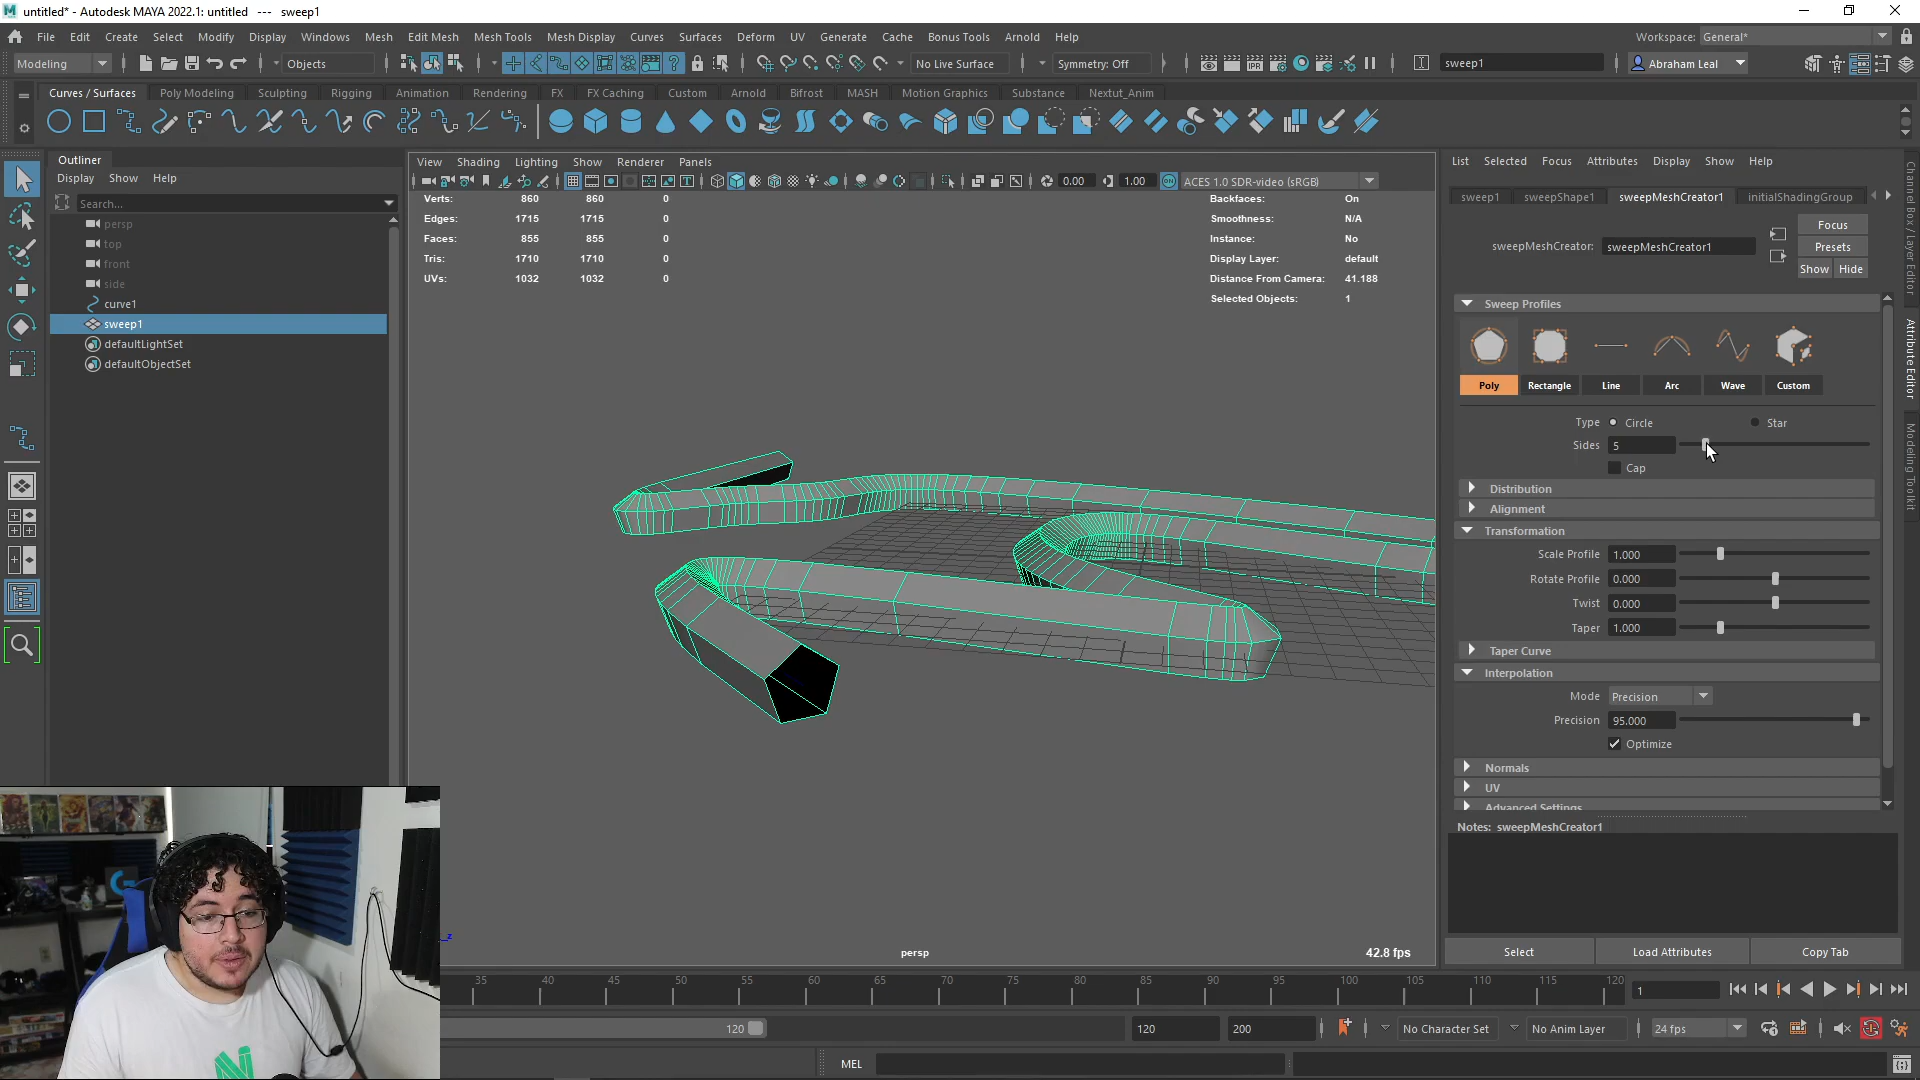 untitled* - Autodesk MAYA 2022.1: untitled --- sweep1
File Edit Create Select Modify Display Windows Mesh Edit Mesh Mesh Tools Mesh Display Curves Surfaces Deform UV Generate Cache Bonus Tools Arnold Help
Workspace: General*
Modeling Objects No Live Surface Symmetry: Off sweep1 Abraham Leal
Curves / Surfaces Poly Modeling Sculpting Rigging Animation Rendering FX FX Caching Custom Arnold Bifrost MASH Motion Graphics Substance Nextut_Anim
Outliner
Display Show Help
Search...
persp
top
front
side
curve1
sweep1
defaultLightSet
defaultObjectSet
View Shading Lighting Show Renderer Panels
0.00 1.00 ON ACES 1.0 SDR-video (sRGB)
Verts: 860 860 0
Edges: 1715 1715 0
Faces: 855 855 0
Tris: 1710 1710 0
UVs: 1032 1032 0
Backfaces: On
Smoothness: N/A
Instance: No
Display Layer: default
Distance From Camera: 41.188
Selected Objects: 1
persp
42.8 fps
List Selected Focus Attributes Display Show Help
sweep1 sweepShape1 sweepMeshCreator1 initialShadingGroup
sweepMeshCreator: sweepMeshCreator1
Focus
Presets
Show Hide
Sweep Profiles
Poly Rectangle Line Arc Wave Custom
Type Circle Star
Sides 5
Cap
Distribution
Alignment
Transformation
Scale Profile 1.000
Rotate Profile 0.000
Twist 0.000
Taper 1.000
Taper Curve
Interpolation
Mode Precision
Precision 95.000
Optimize
Normals
UV
Advanced Settings
Notes: sweepMeshCreator1
Select Load Attributes Copy Tab
Channel Box / Layer Editor
Attribute Editor
Modeling Toolkit
35 40 45 50 55 60 65 70 75 80 85 90 95 100 105 110 115 120
1
120 120 200 No Character Set No Anim Layer 24 fps
MEL